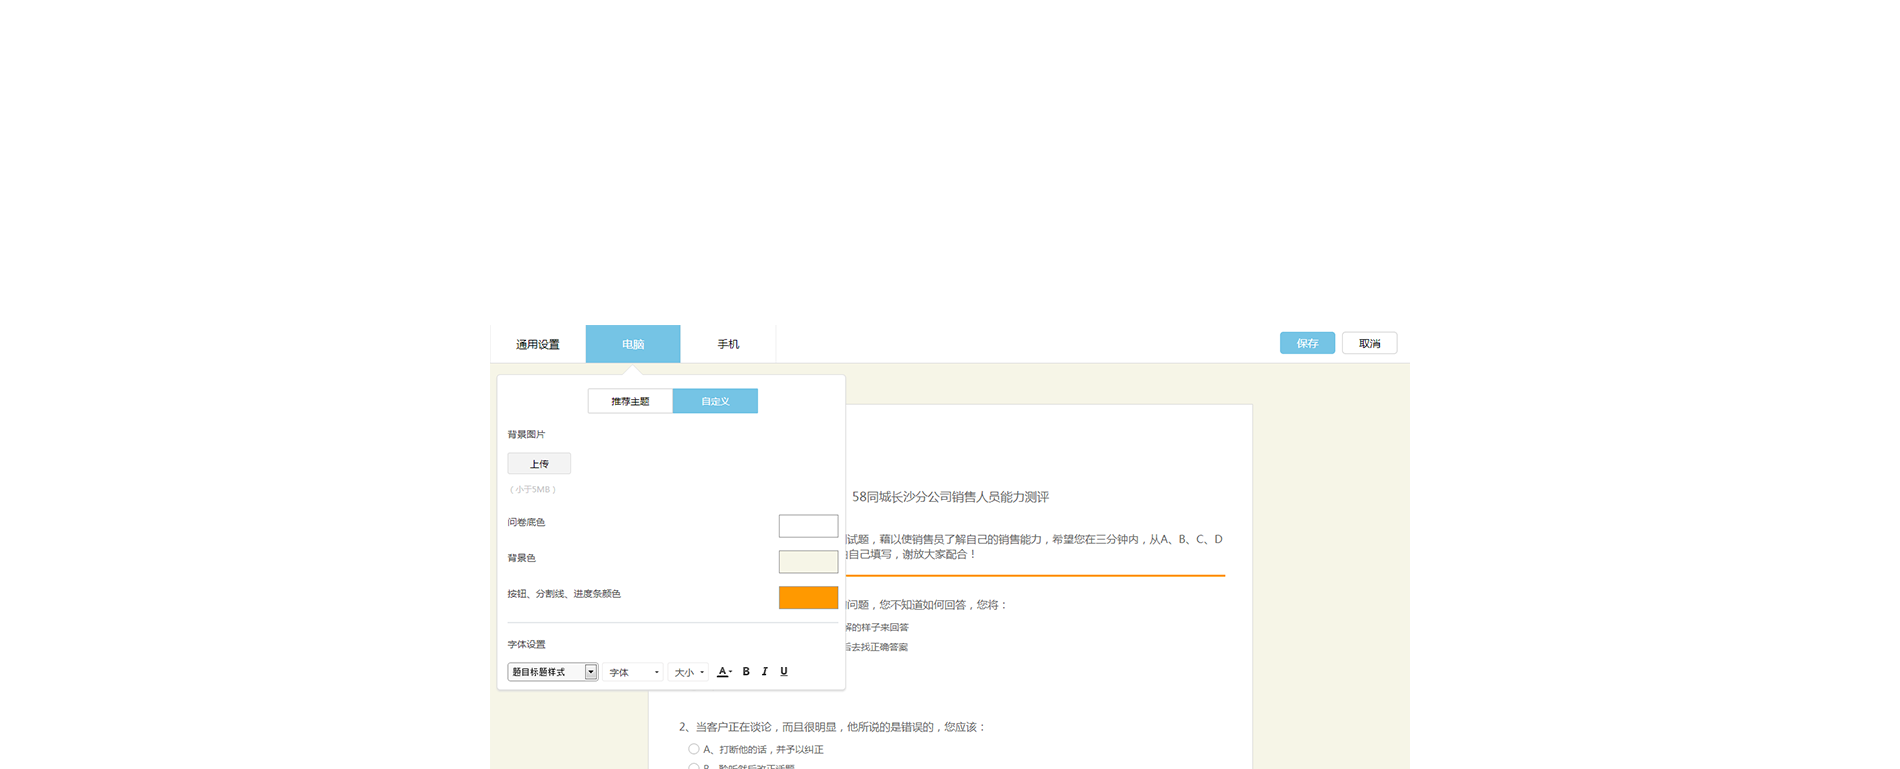 通用设置
电脑
手机
保存
取消
推荐主题
自定义
背景图片
上传
（小于5MB）
问卷底色
背景色
按钮、分割线、进度条颜色
字体设置
题目标题样式
字体
大小
A
B
I
U
58同城长沙分公司销售人员能力测评
试题，藉以使销售员了解自己的销售能力，希望您在三分钟内，从A、B、C、D
自己填写，谢放大家配合！
问题，您不知道如何回答，您将：
的样子来回答
去找正确答案
2、当客户正在谈论，而且很明显，他所说的是错误的，您应该：
A、打断他的话，并予以纠正